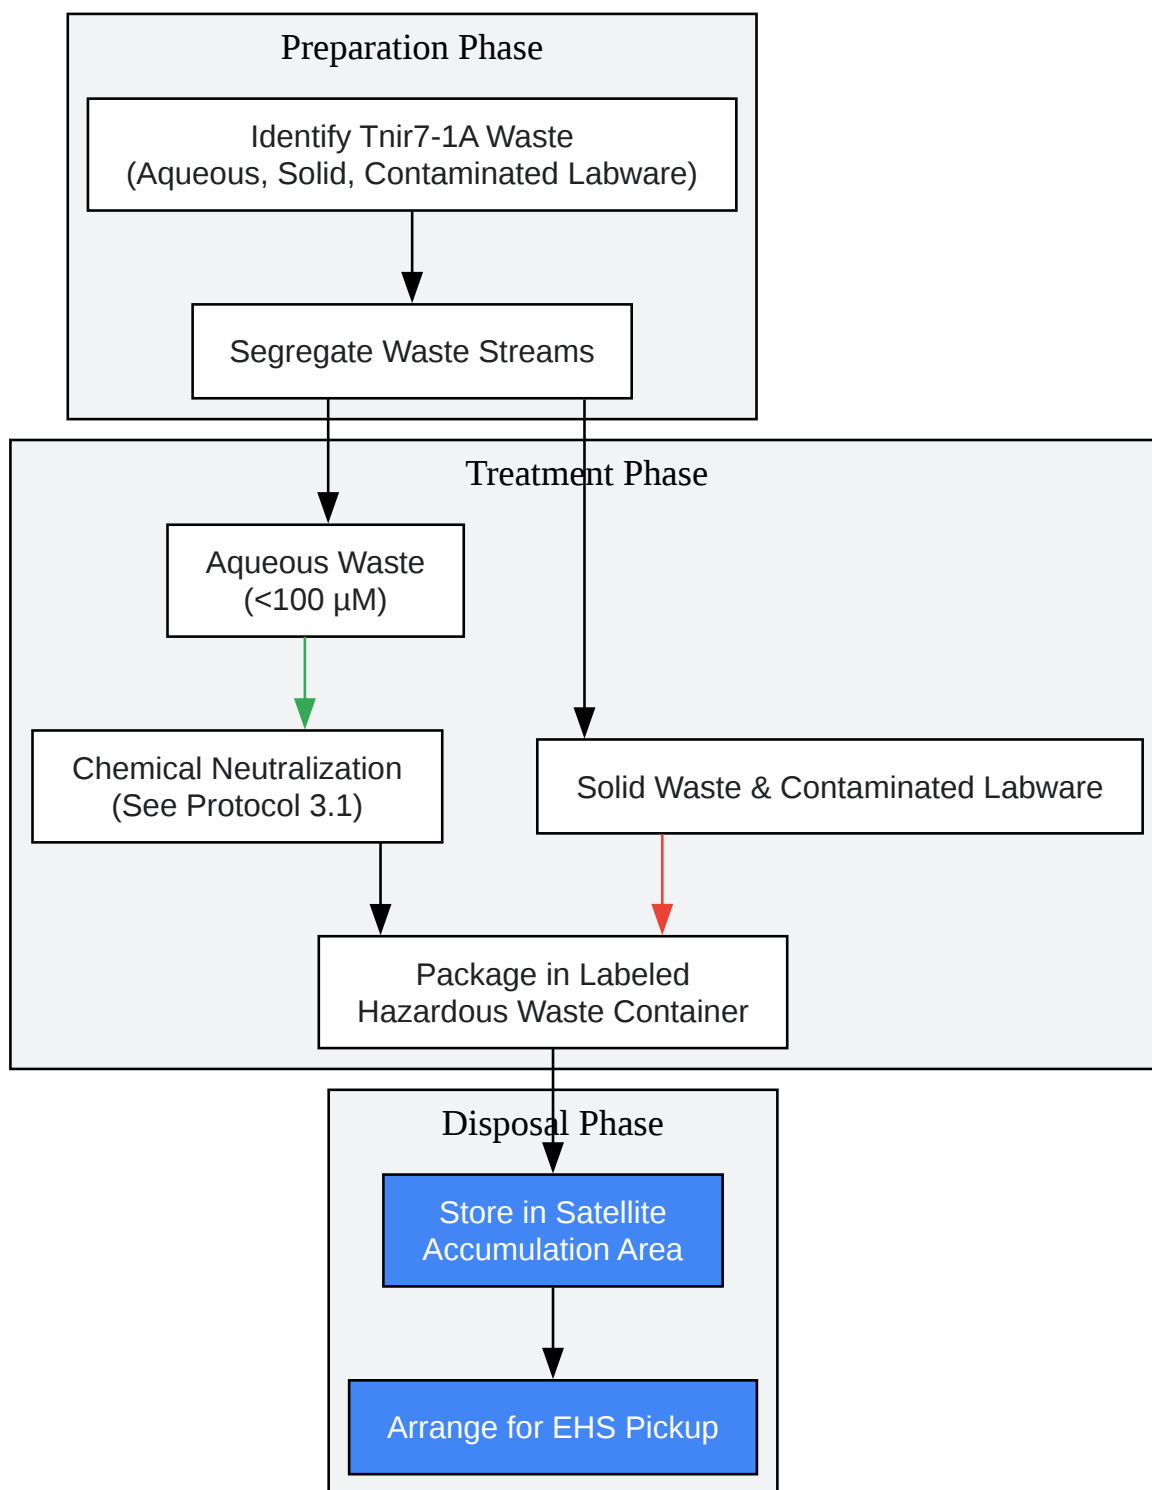 Preparation Phase
Identify Tnir7-1A Waste
(Aqueous, Solid, Contaminated Labware)
Segregate Waste Streams
Treatment Phase
Aqueous Waste
(<100 µM)
Chemical Neutralization
(See Protocol 3.1)
Solid Waste & Contaminated Labware
Package in Labeled
Hazardous Waste Container
Disposal Phase
Store in Satellite
Accumulation Area
Arrange for EHS Pickup